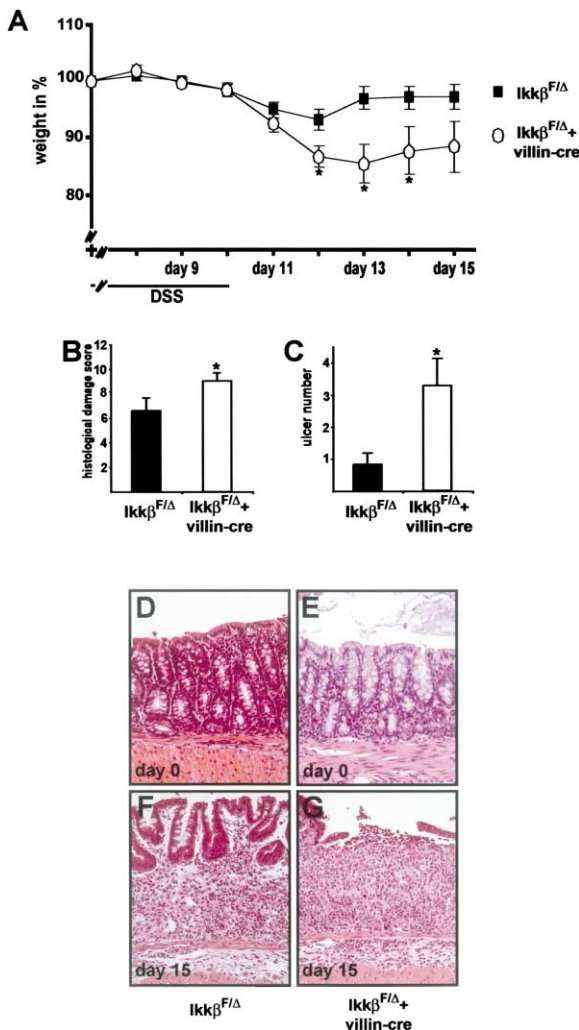 A
110
100
90
80
weight in %
IkkβF/Δ
IkkβF/Δ+
villin-cre
*
*
*
+
-
day 9
day 11
day 13
day 15
DSS
B
12
10
8
6
4
2
histological damage score
*
IkkβF/Δ
IkkβF/Δ+
villin-cre
C
4
3
2
1
ulcer number
*
IkkβF/Δ
IkkβF/Δ+
villin-cre
D
day 0
E
day 0
F
day 15
G
day 15
IkkβF/Δ
IkkβF/Δ+
villin-cre